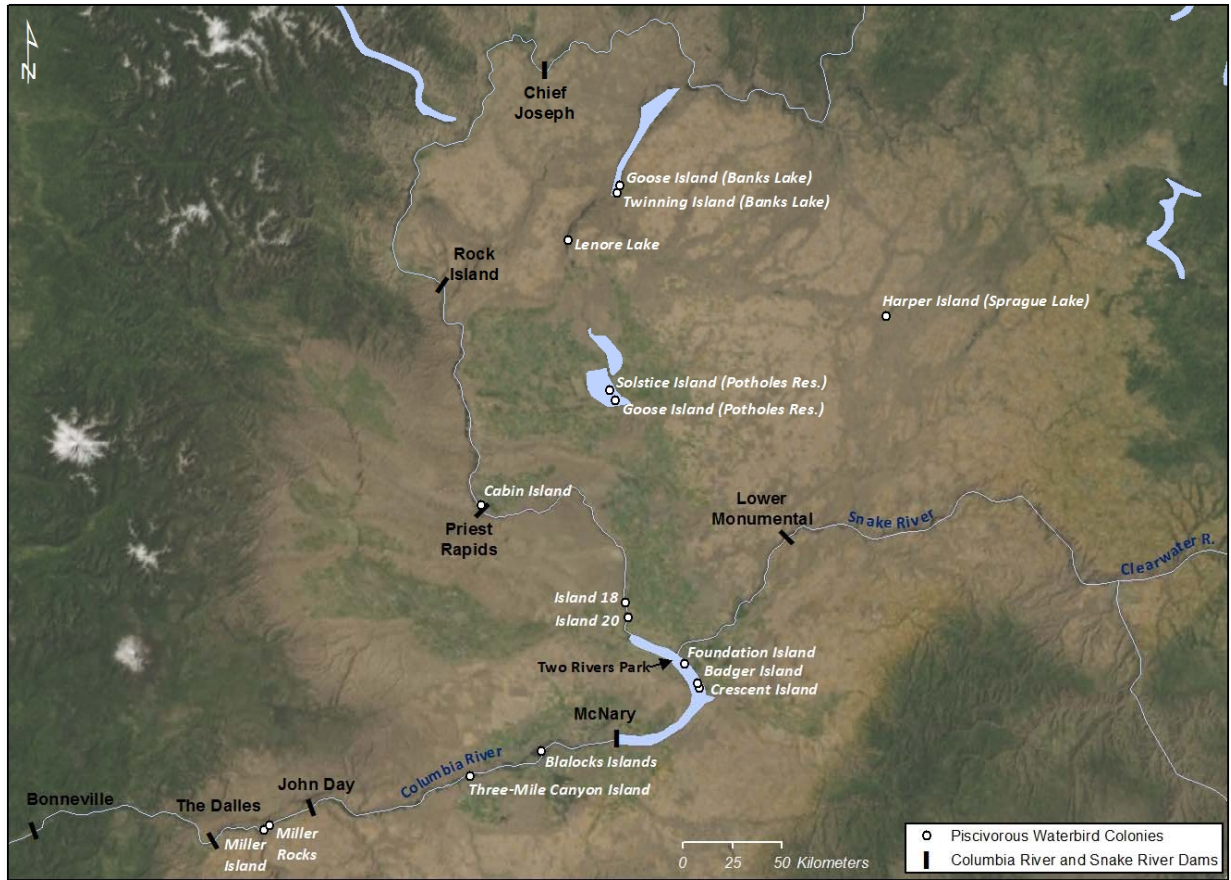 N
Chief
Joseph
Goose Island (Banks Lake)
Twinning Island (Banks Lake)
Lenore Lake
Rock
Island
Harper Island (Sprague Lake)
Solstice Island (Potholes Res.)
Goose Island (Potholes Res.)
Cabin Island
Priest
Rapids
Lower
Monumental
Snake River
Clearwater R.
Island 18
Island 20
Foundation Island
Two Rivers Park
Badger Island
Crescent Island
McNary
Columbia River
Blalocks Islands
Three-Mile Canyon Island
John Day
The Dalles
Bonneville
Miller
Island
Miller
Rocks
0 25 50 Kilometers
Piscivorous Waterbird Colonies
Columbia River and Snake River Dams